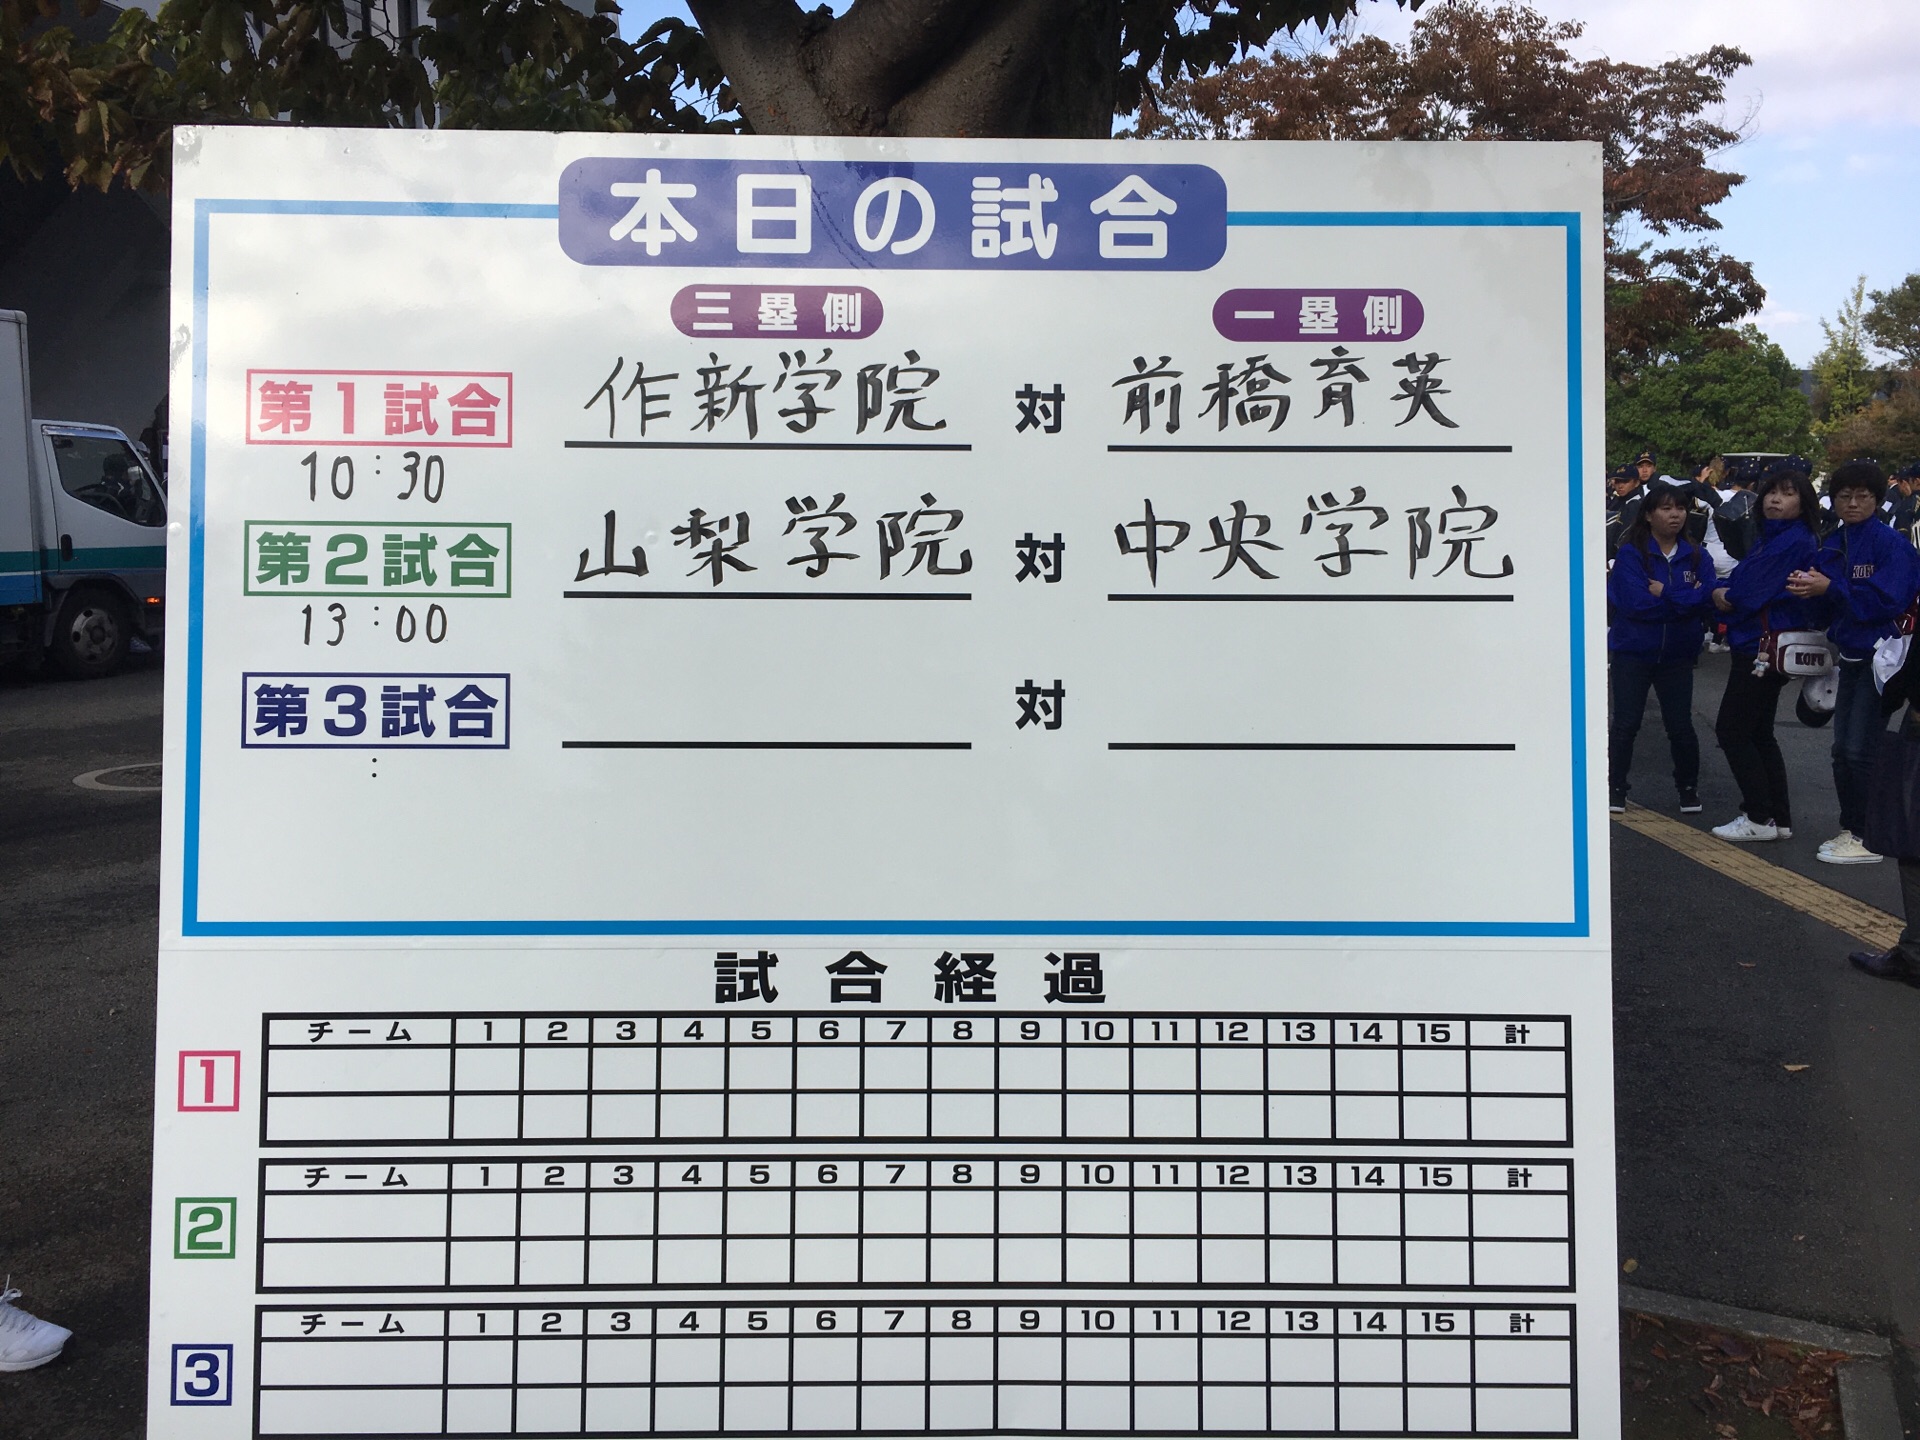 本日の試合
三塁側 一塁側
第1試合 作新学院 対 前橋育英
10:30
第2試合 山梨学院 対 中央学院
13:00
第3試合 対
:
試合経過
チーム 1 2 3 4 5 6 7 8 9 10 11 12 13 14 15 計
1
チーム 1 2 3 4 5 6 7 8 9 10 11 12 13 14 15 計
2
チーム 1 2 3 4 5 6 7 8 9 10 11 12 13 14 15 計
3
KOFU